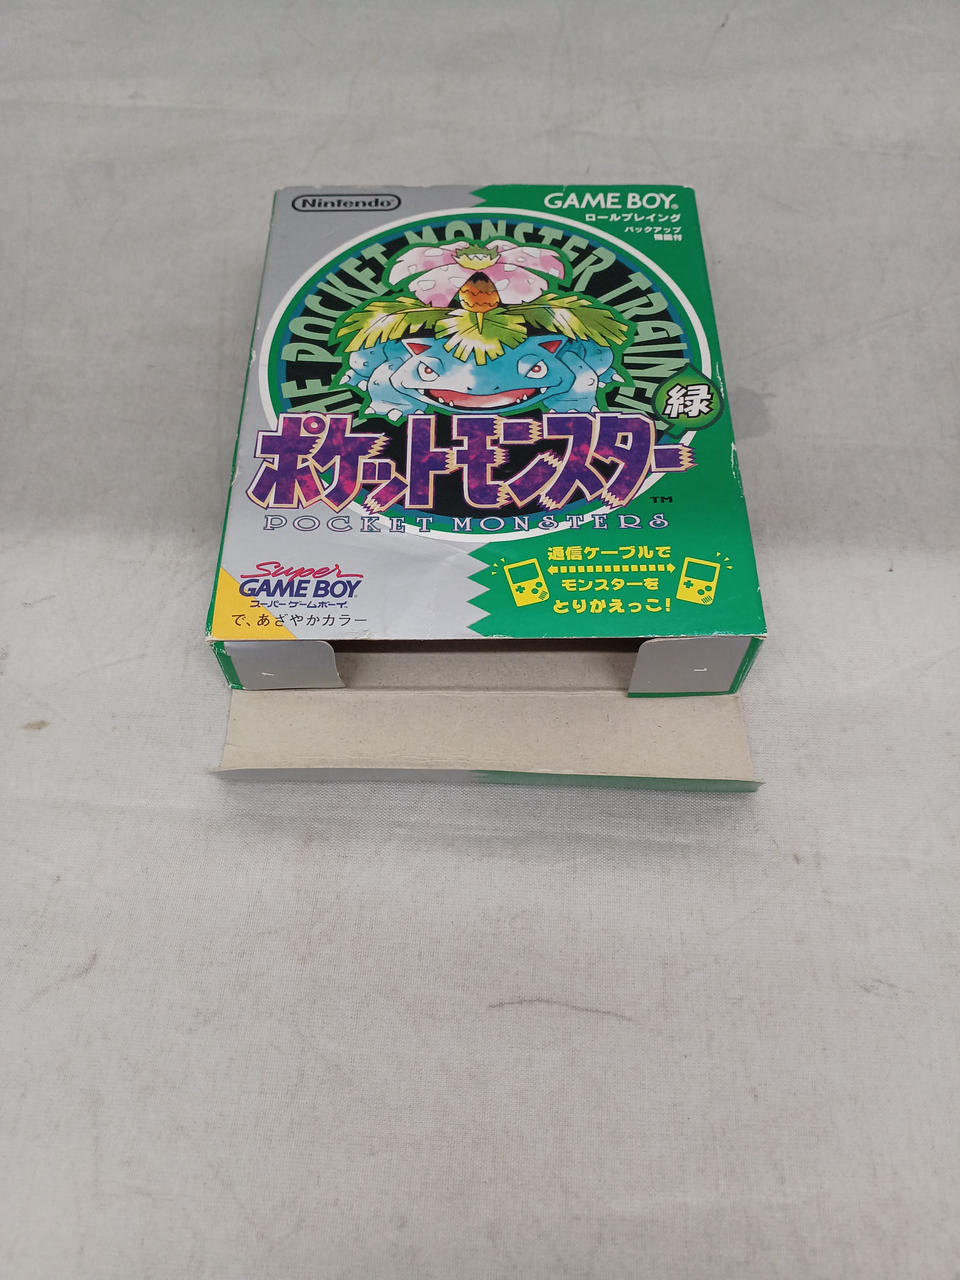 Nintendo
GAME BOY
ロールプレイング
バックアップ
機能付
THE POCKET MONSTER TRAINER
緑
ポケットモンスター
TM
POCKET MONSTERS
Super
GAME BOY
スーパーゲームボーイ
で、あざやかカラー
通信ケーブルで
モンスターを
とりかえっこ!
1
1